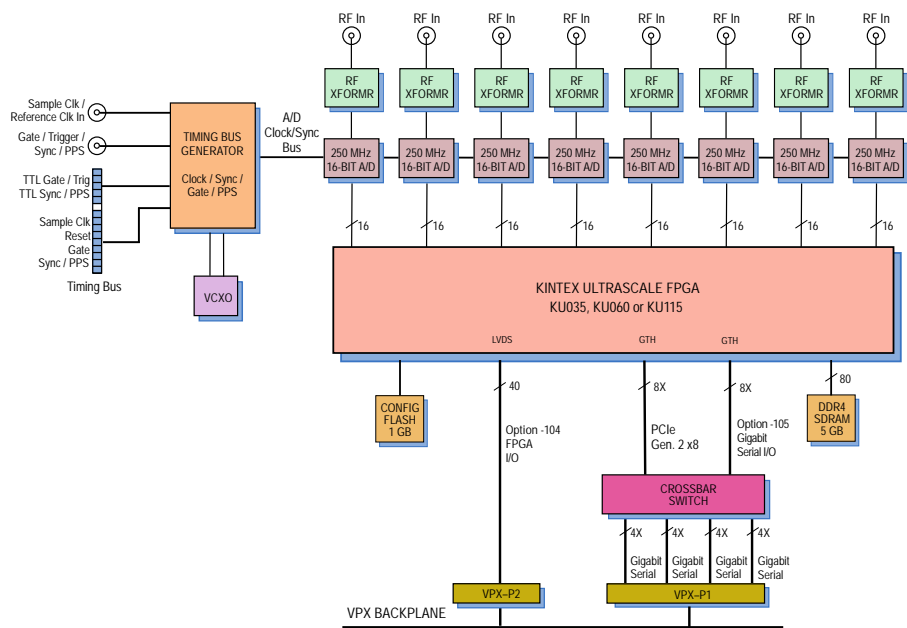 RF In
RF In
RF In
RF In
RF In
RF In
RF In
RF In
RF
XFORMR
RF
XFORMR
RF
XFORMR
RF
XFORMR
RF
XFORMR
RF
XFORMR
RF
XFORMR
RF
XFORMR
Sample Clk /
Reference Clk In
Gate / Trigger /
Sync / PPS
TTL Gate / Trig
TTL Sync / PPS
Sample Clk
Reset
Gate
Sync / PPS
Timing Bus
TIMING BUS
GENERATOR
Clock / Sync /
Gate / PPS
VCXO
A/D
Clock/Sync
Bus
250 MHz
16-BIT A/D
250 MHz
16-BIT A/D
250 MHz
16-BIT A/D
250 MHz
16-BIT A/D
250 MHz
16-BIT A/D
250 MHz
16-BIT A/D
250 MHz
16-BIT A/D
250 MHz
16-BIT A/D
16
16
16
16
16
16
16
16
KINTEX ULTRASCALE FPGA
KU035, KU060 or KU115
LVDS
GTH
GTH
40
8X
8X
80
CONFIG
FLASH
1 GB
Option -104
FPGA
I/O
PCIe
Gen. 2 x8
Option -105
Gigabit
Serial I/O
DDR4
SDRAM
5 GB
CROSSBAR
SWITCH
4X
4X
4X
4X
Gigabit
Serial
Gigabit
Serial
Gigabit
Serial
Gigabit
Serial
VPX–P2
VPX–P1
VPX BACKPLANE